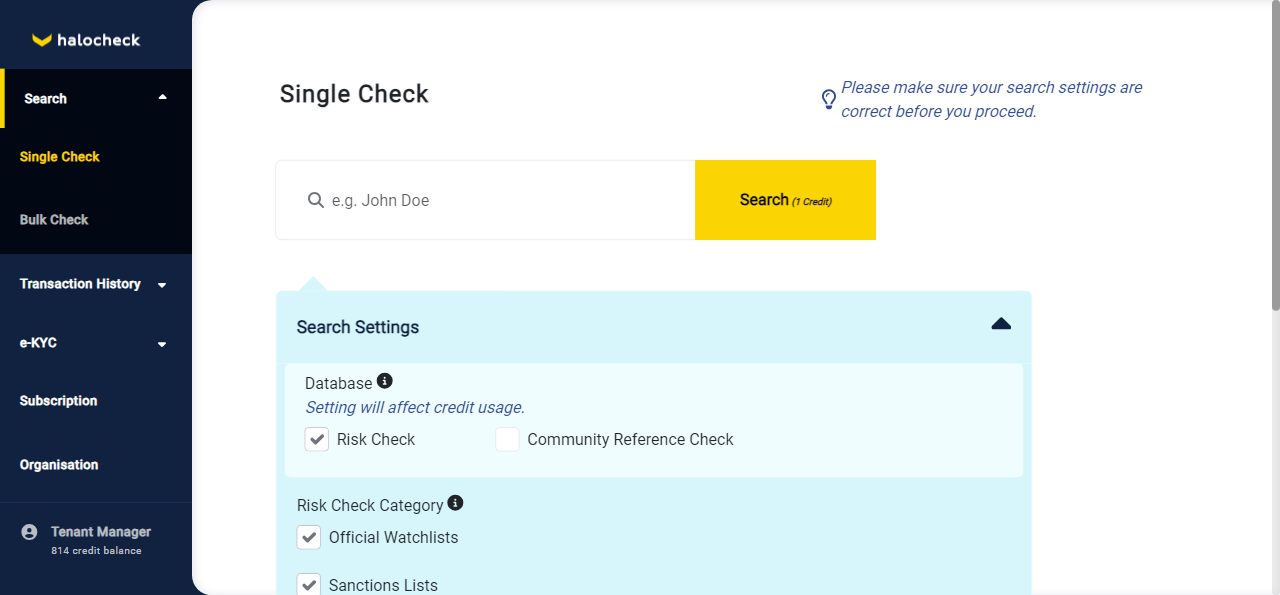 halocheck
Search
Single Check
Bulk Check
Transaction History
e-KYC
Subscription
Organisation
Tenant Manager
814 credit balance
Single Check
Please make sure your search settings are
correct before you proceed.
e.g. John Doe
Search (1 Credit)
Search Settings
Database
Setting will affect credit usage.
Risk Check
Community Reference Check
Risk Check Category
Official Watchlists
Sanctions Lists